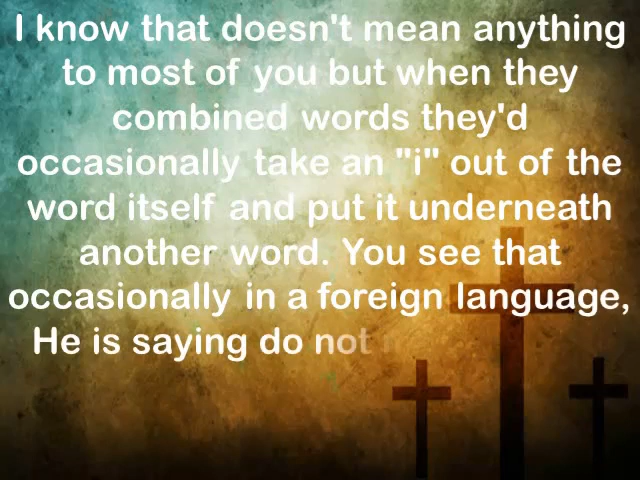 I know that doesn't mean anything
to most of you but when they
combined words they'd
occasionally take an "i" out of the
word itself and put it underneath
another word. You see that
occasionally in a foreign language,
He is saying do not